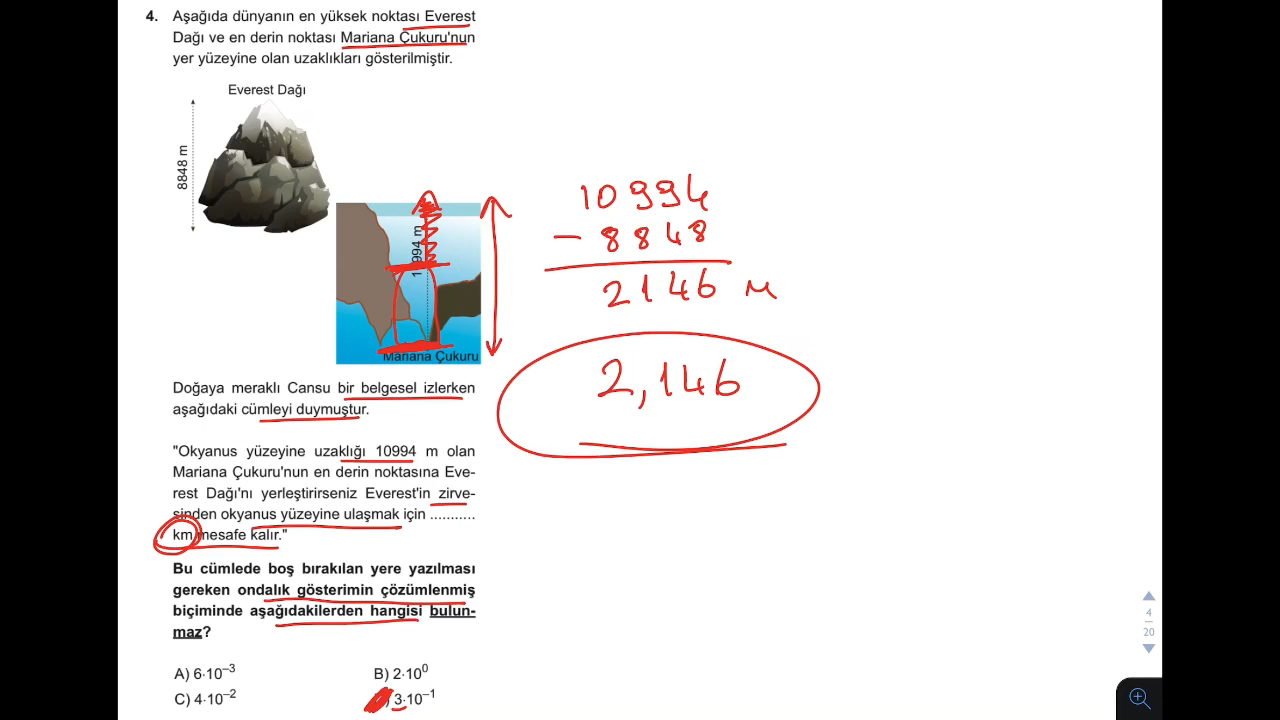 4. Aşağıda dünyanın en yüksek noktası Everest
Dağı ve en derin noktası Mariana Çukuru'nun
yer yüzeyine olan uzaklıkları gösterilmiştir.
Everest Dağı
8848 m
994 m
Mariana Çukuru
10994
- 8848
2146 m
2,146
Doğaya meraklı Cansu bir belgesel izlerken
aşağıdaki cümleyi duymuştur.
"Okyanus yüzeyine uzaklığı 10994 m olan
Mariana Çukuru'nun en derin noktasına Eve-
rest Dağı'nı yerleştirirseniz Everest'in zirve-
sinden okyanus yüzeyine ulaşmak için ...........
km mesafe kalır."
Bu cümlede boş bırakılan yere yazılması
gereken ondalık gösterimin çözümlenmiş
biçiminde aşağıdakilerden hangisi bulun-
maz?
A) 6·10⁻³ B) 2·10⁰
C) 4·10⁻² ) 3·10⁻¹
4
20